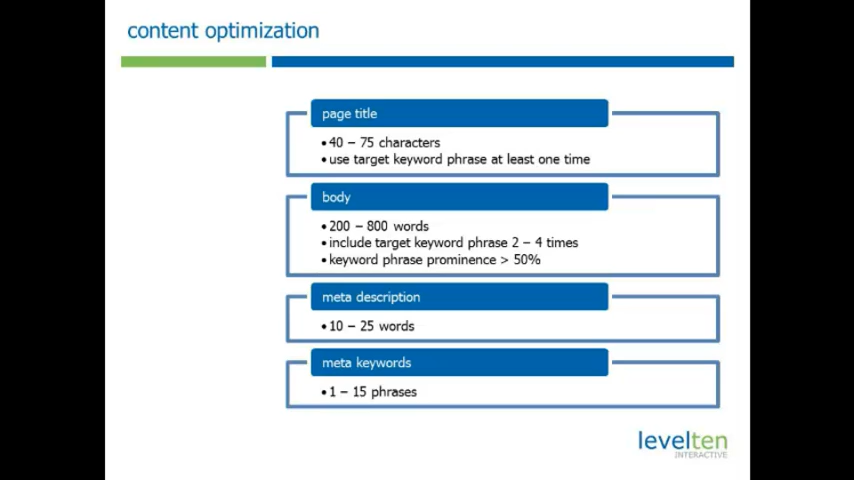 content optimization
page title
•40 – 75 characters
•use target keyword phrase at least one time
body
•200 – 800 words
•include target keyword phrase 2 – 4 times
•keyword phrase prominence > 50%
meta description
•10 – 25 words
meta keywords
•1 – 15 phrases
levelten
INTERACTIVE